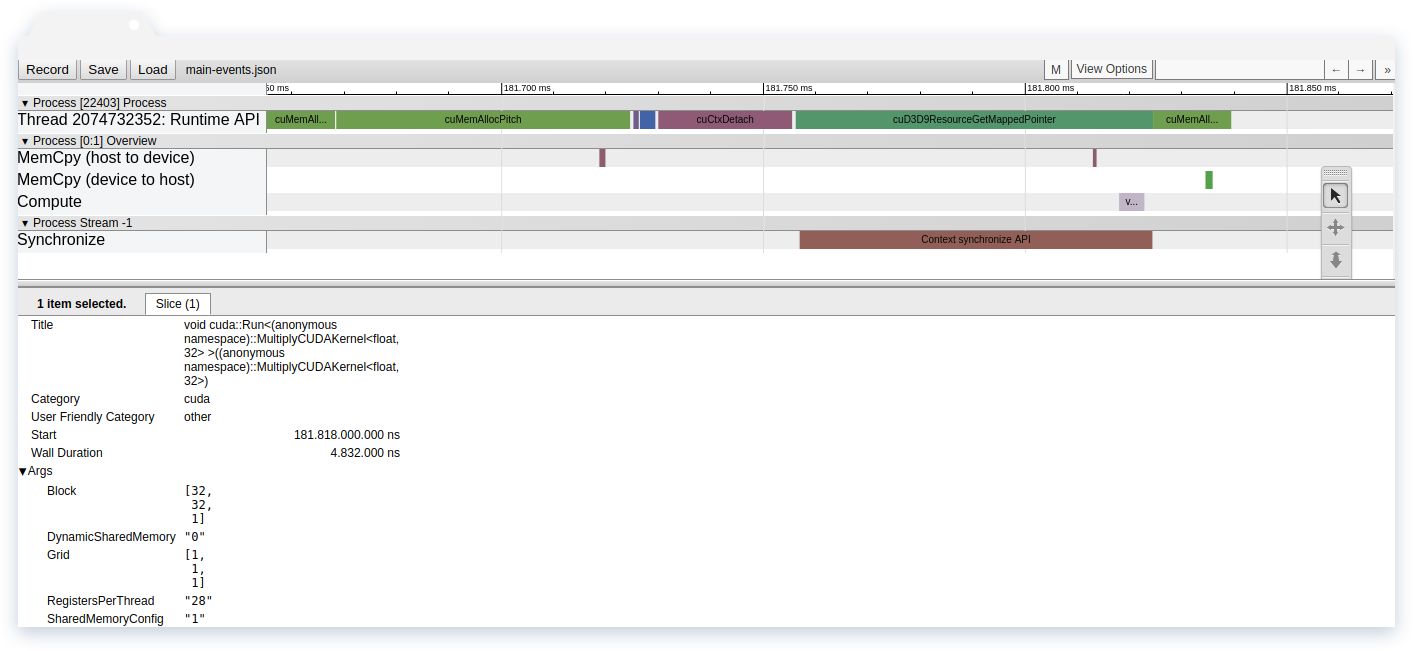 Record Save Load main-events.json M View Options ← → »
60 ms 181.700 ms 181.750 ms 181.800 ms 181.850 ms
▼ Process [22403] Process
Thread 2074732352: Runtime API cuMemAll... cuMemAllocPitch cuCtxDetach cuD3D9ResourceGetMappedPointer cuMemAll...
▼ Process [0:1] Overview
MemCpy (host to device)
MemCpy (device to host)
Compute v...
▼ Process Stream -1
Synchronize Context synchronize API
1 item selected. Slice (1)
Title void cuda::Run<(anonymous
namespace)::MultiplyCUDAKernel<float,
32> >((anonymous
namespace)::MultiplyCUDAKernel<float,
32>)
Category cuda
User Friendly Category other
Start 181.818.000.000 ns
Wall Duration 4.832.000 ns
▼Args
Block [32,
32,
1]
DynamicSharedMemory "0"
Grid [1,
1,
1]
RegistersPerThread "28"
SharedMemoryConfig "1"